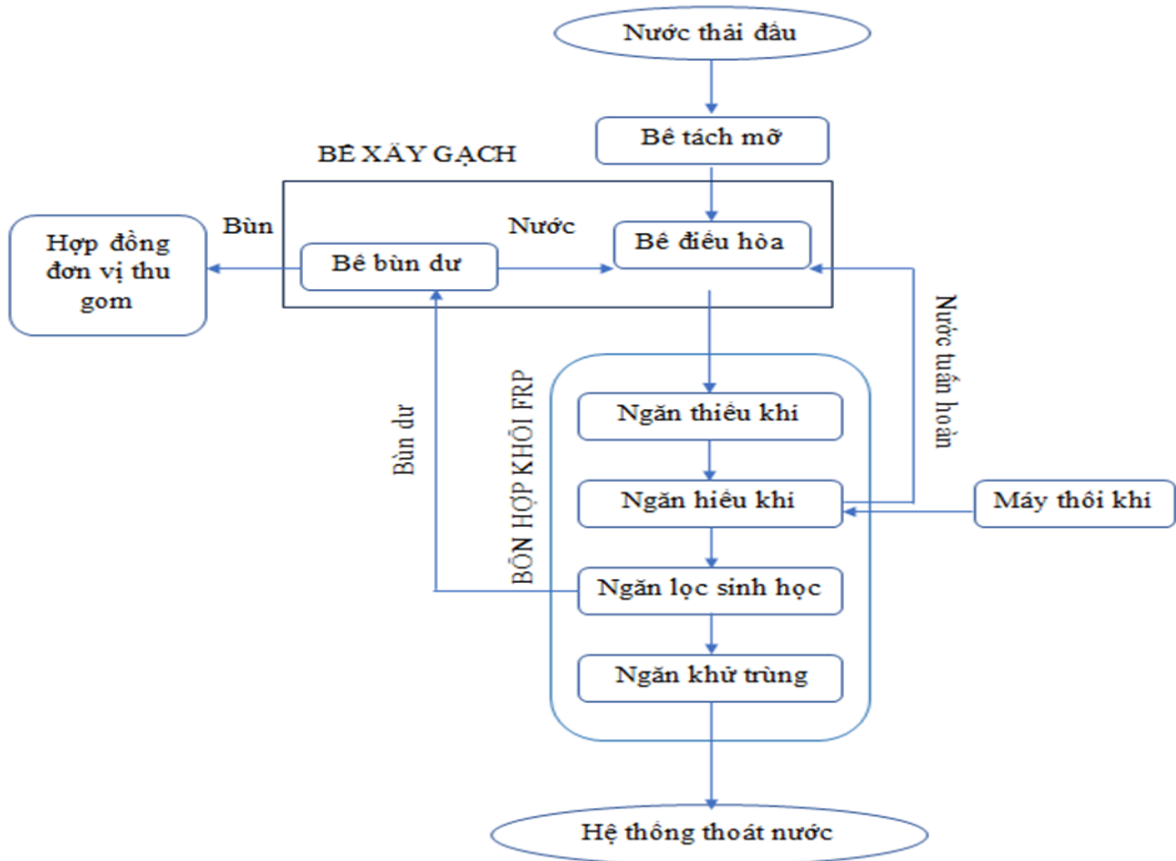 Nước thải đầu
Bể tách mỡ
BỂ XÂY GẠCH
Bùn
Nước
Hợp đồng
đơn vị thu
gom
Bể bùn dư
Bể điều hòa
Nước tuần hoàn
Bùn dư
BỒN HỢP KHỐI FRP
Ngăn thiếu khí
Ngăn hiếu khí
Máy thổi khí
Ngăn lọc sinh học
Ngăn khử trùng
Hệ thống thoát nước